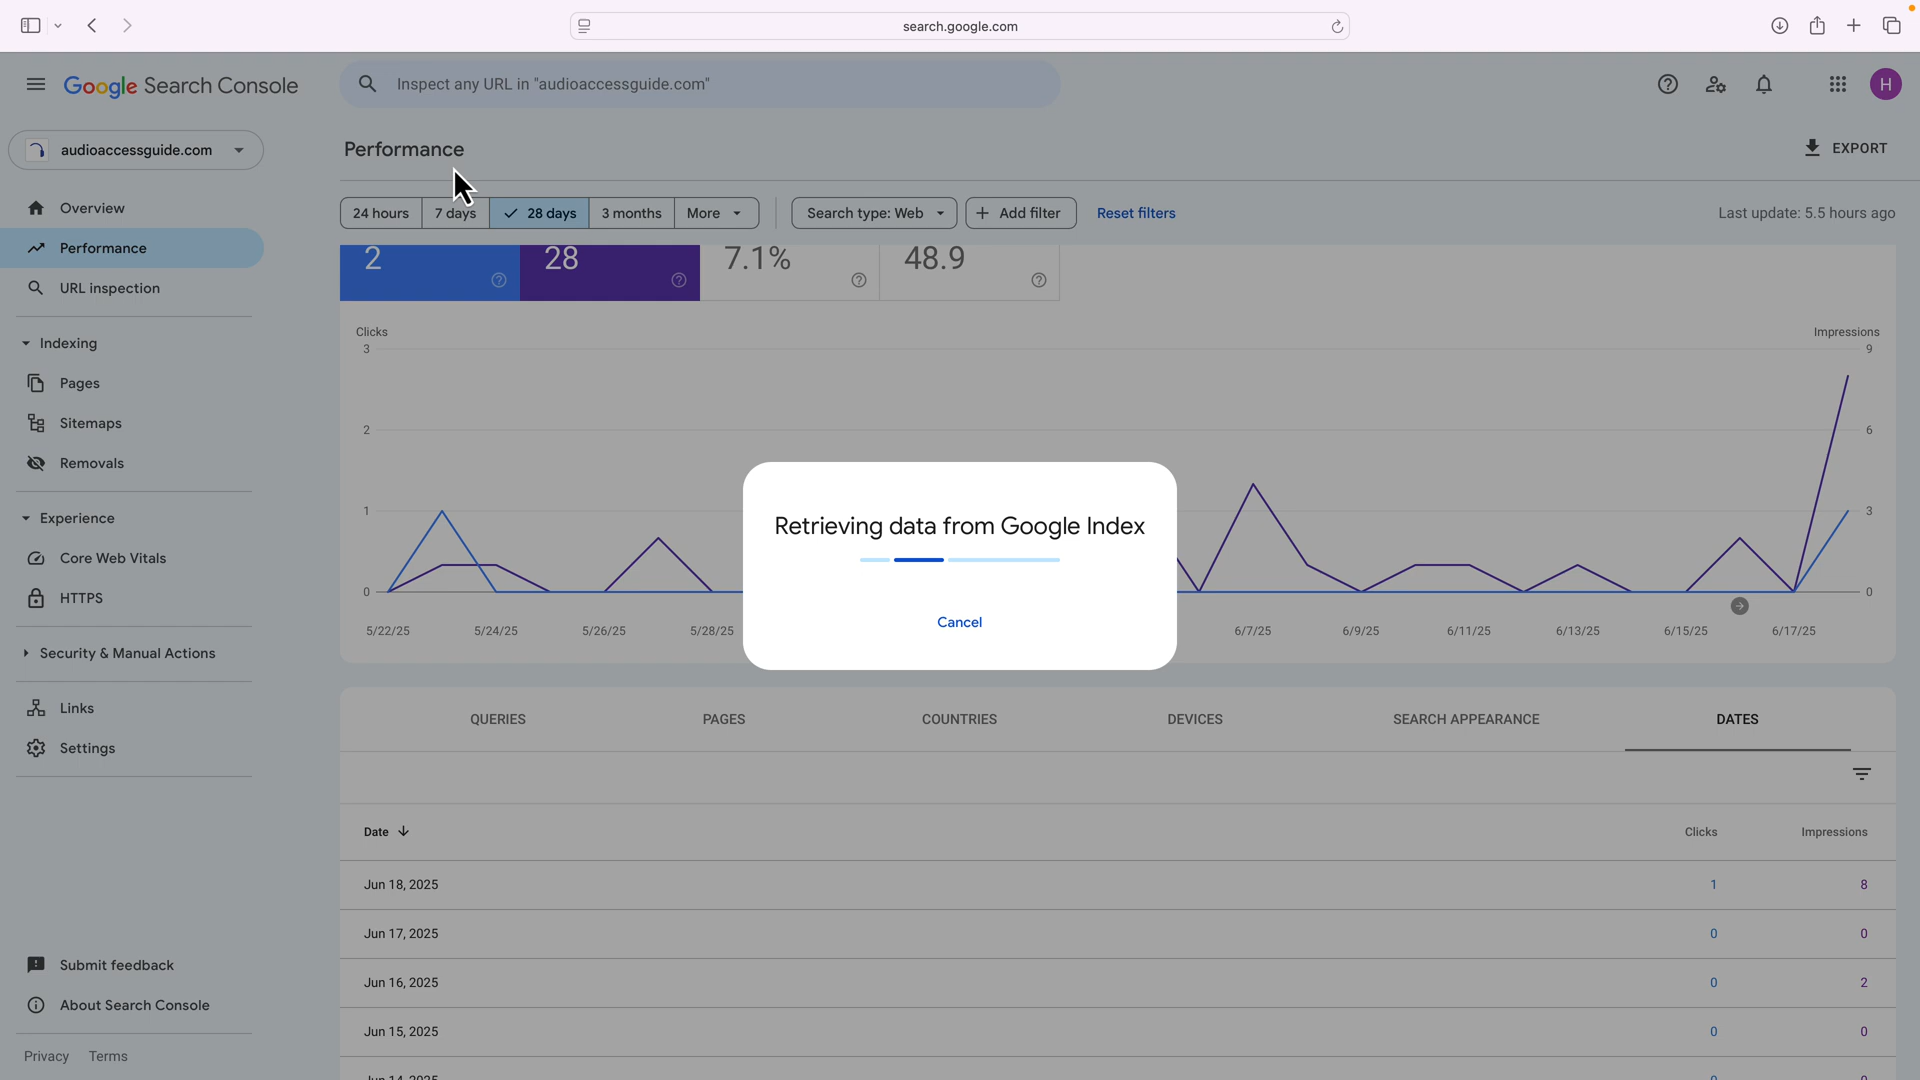 search.google.com
Google Search Console
Inspect any URL in "audioaccessguide.com"
H
audioaccessguide.com
Performance
EXPORT
24 hours
7 days
28 days
3 months
More
Search type: Web
Add filter
Reset filters
Last update: 5.5 hours ago
Overview
Performance
URL inspection
Indexing
Pages
Sitemaps
Removals
Experience
Core Web Vitals
HTTPS
Security & Manual Actions
Links
Settings
Submit feedback
About Search Console
Privacy
Terms
2
28
7.1%
48.9
Clicks
Impressions
3
9
2
6
1
3
0
0
5/22/25
5/24/25
5/26/25
5/28/25
6/7/25
6/9/25
6/11/25
6/13/25
6/15/25
6/17/25
Retrieving data from Google Index
Cancel
QUERIES
PAGES
COUNTRIES
DEVICES
SEARCH APPEARANCE
DATES
Date
Clicks
Impressions
Jun 18, 2025
1
8
Jun 17, 2025
0
0
Jun 16, 2025
0
2
Jun 15, 2025
0
0
Jun 14, 2025
0
0